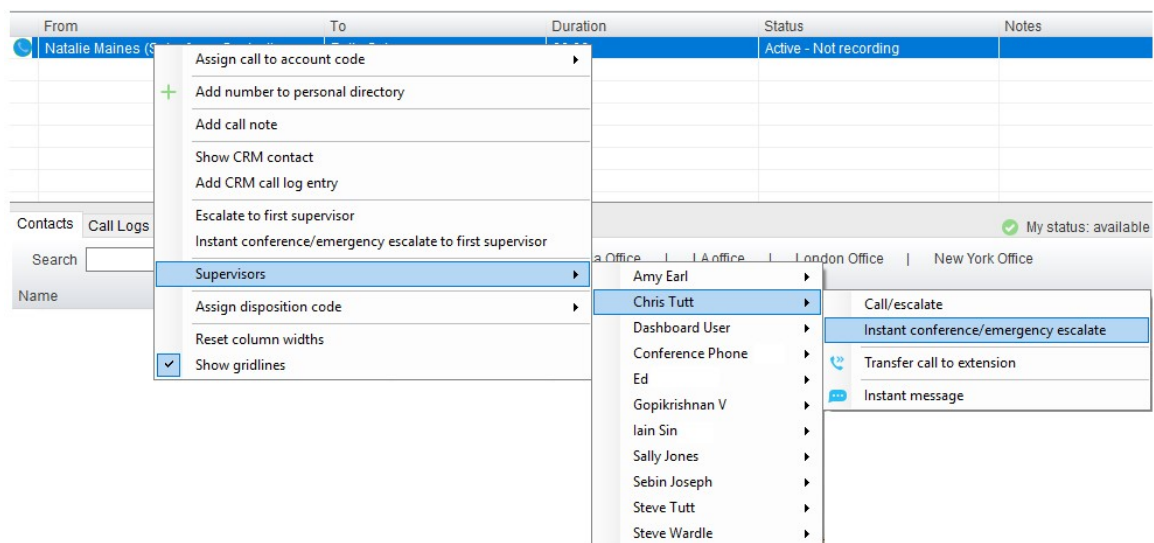 From To Duration Status Notes
Natalie Maines Active - Not recording
Assign call to account code
Add number to personal directory
Add call note
Show CRM contact
Add CRM call log entry
Escalate to first supervisor
Instant conference/emergency escalate to first supervisor
Supervisors
Assign disposition code
Reset column widths
Show gridlines
Contacts Call Logs
My status: available
Search
Office | LA office | London Office | New York Office
Name
Amy Earl
Chris Tutt
Dashboard User
Conference Phone
Ed
Gopikrishnan V
Iain Sin
Sally Jones
Sebin Joseph
Steve Tutt
Steve Wardle
Call/escalate
Instant conference/emergency escalate
Transfer call to extension
Instant message